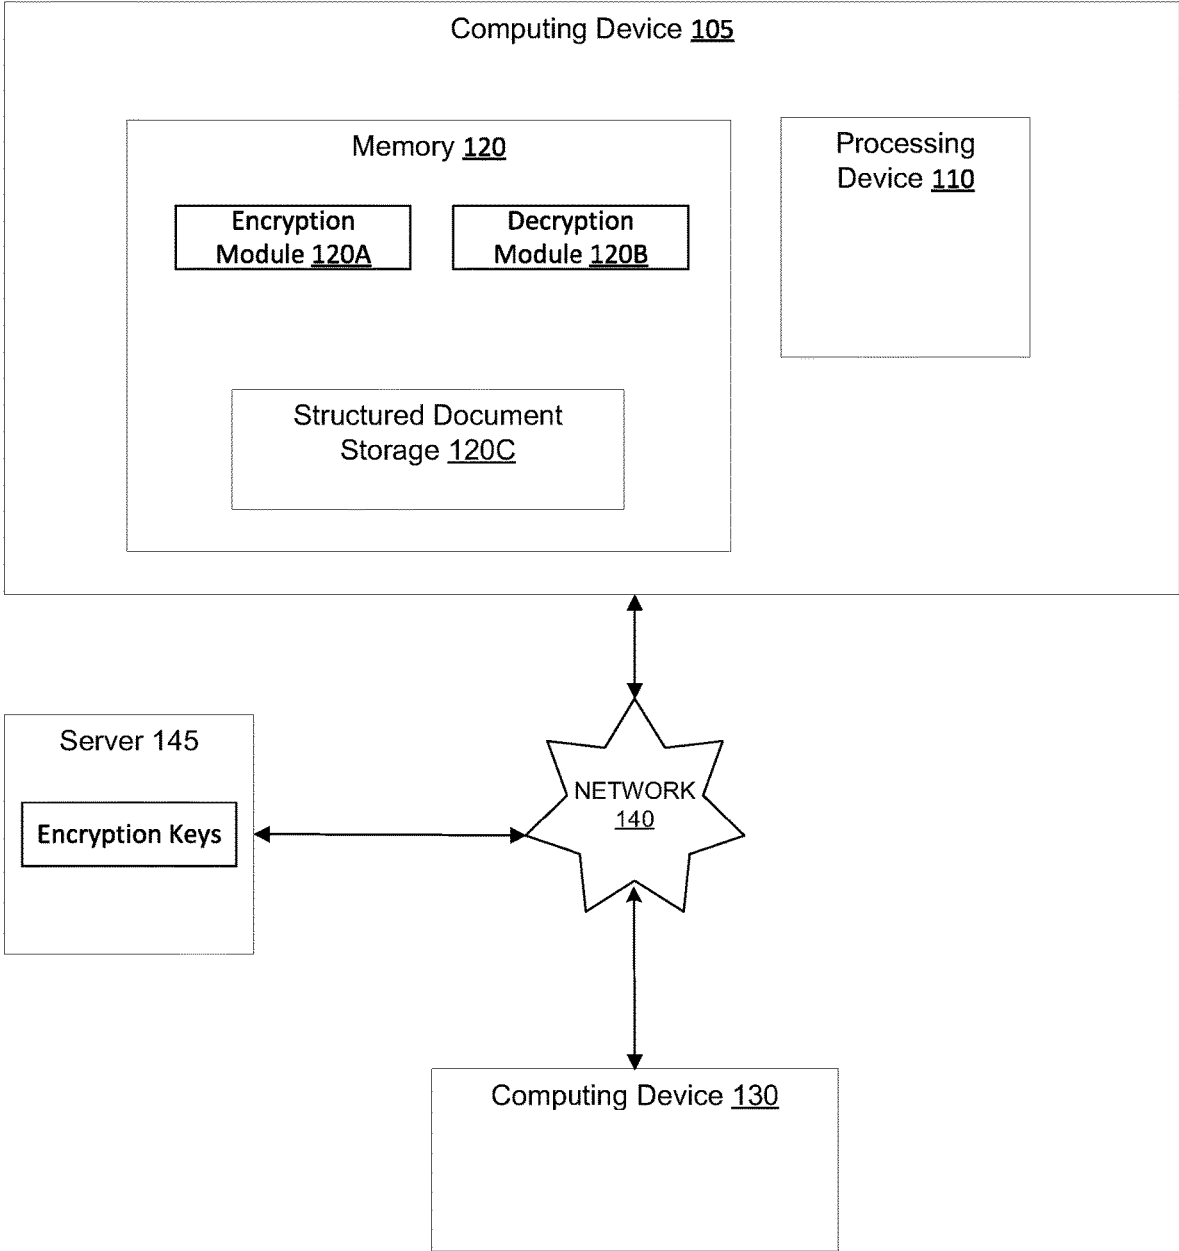 Computing Device 105
Memory 120
Processing
Device 110
Encryption
Module 120A
Decryption
Module 120B
Structured Document
Storage 120C
Server 145
Encryption Keys
NETWORK
140
Computing Device 130